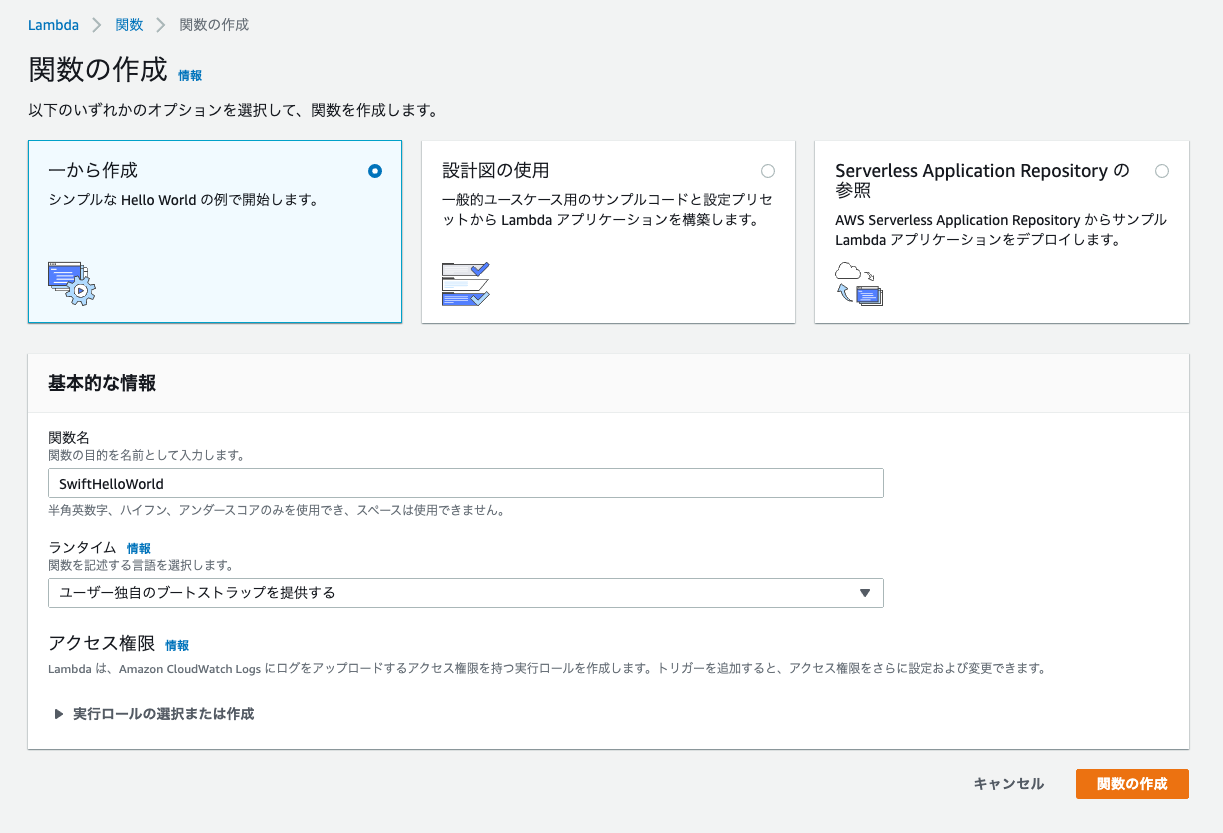 Lambda > 関数 > 関数の作成
関数の作成 情報
以下のいずれかのオプションを選択して、関数を作成します。
一から作成
シンプルな Hello World の例で開始します。
設計図の使用
一般的ユースケース用のサンプルコードと設定プリセ
ットから Lambda アプリケーションを構築します。
Serverless Application Repository の
参照
AWS Serverless Application Repository からサンプル
Lambda アプリケーションをデプロイします。
基本的な情報
関数名
関数の目的を名前として入力します。
SwiftHelloWorld
半角英数字、ハイフン、アンダースコアのみを使用でき、スペースは使用できません。
ランタイム 情報
関数を記述する言語を選択します。
ユーザー独自のブートストラップを提供する
アクセス権限 情報
Lambda は、Amazon CloudWatch Logs にログをアップロードするアクセス権限を持つ実行ロールを作成します。トリガーを追加すると、アクセス権限をさらに設定および変更できます。
実行ロールの選択または作成
キャンセル
関数の作成